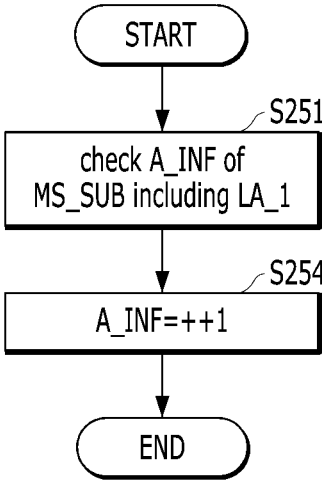 START
S251
check A_INF of
MS_SUB including LA_1
S254
A_INF=++1
END